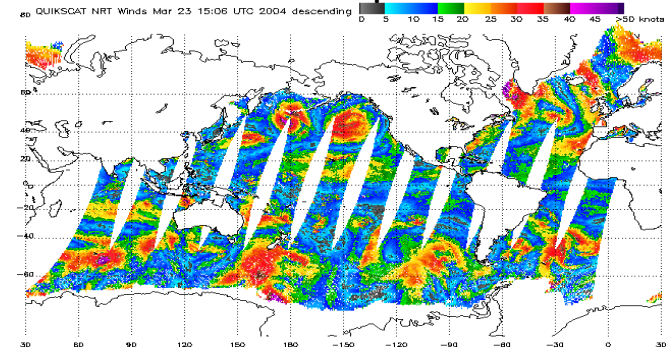 QUIKSCAT NRT Winds Mar 23 15:06 UTC 2004 descending
0 5 10 15 20 25 30 35 40 45 >50 knots
80
60
40
20
0
-20
-40
-60
30 60 90 120 150 180 -150 -120 -90 -60 -30 0 30